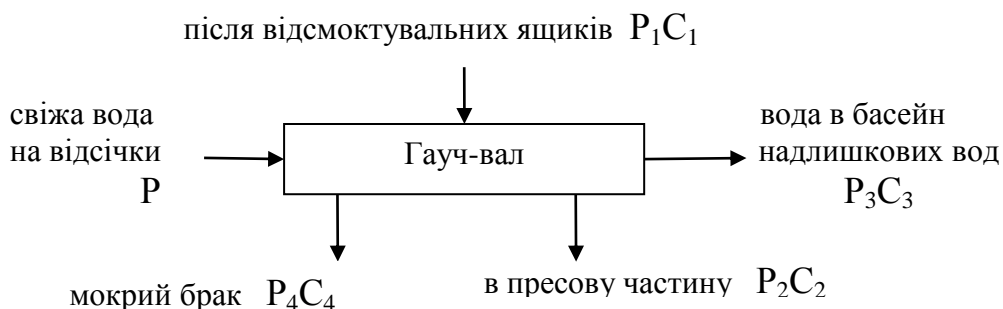 після відсмоктувальних ящиків P₁C₁
свіжа вода
на відсічки
P
Гауч-вал
вода в басейн
надлишкових вод
P₃C₃
мокрий брак P₄C₄
в пресову частину P₂C₂